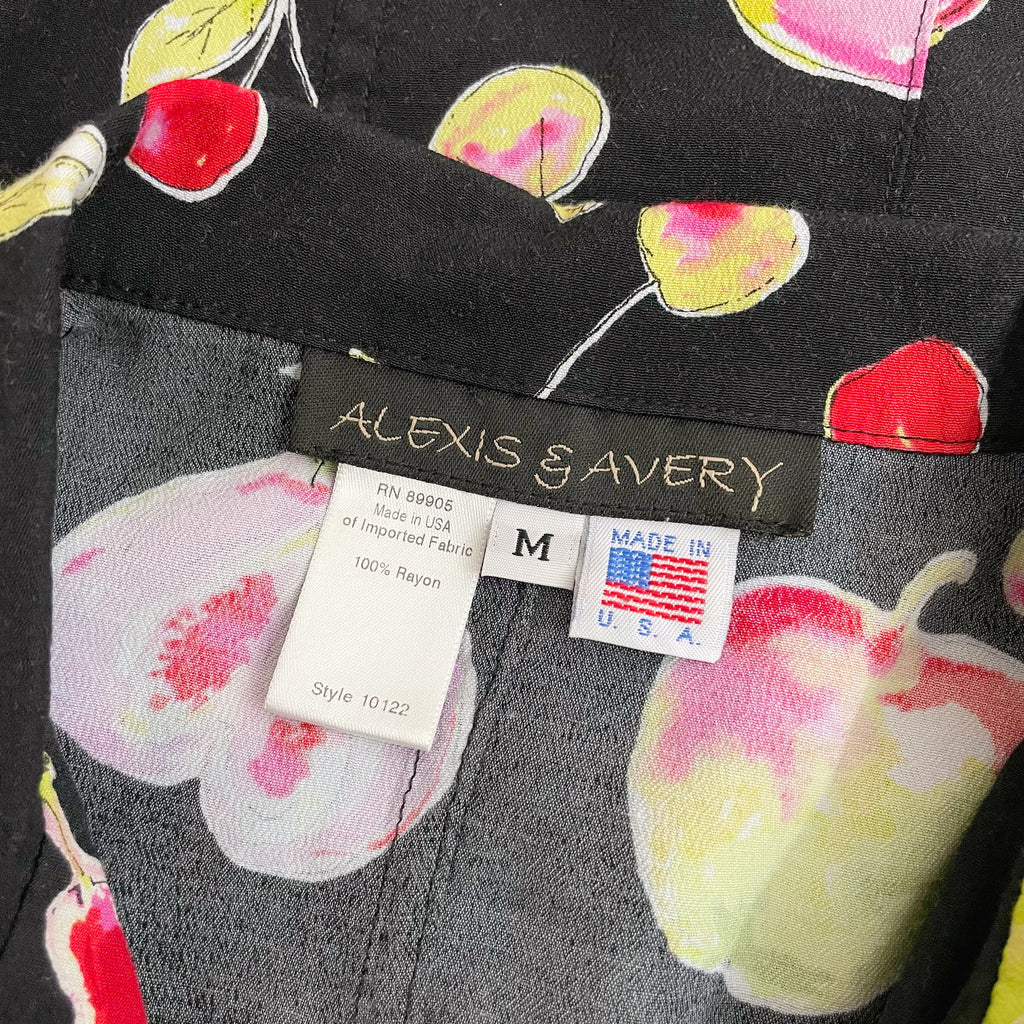 ALEXIS & AVERY
RN 89905
Made in USA
of Imported Fabric
100% Rayon
Style 10122
M
MADE IN
U. S. A.